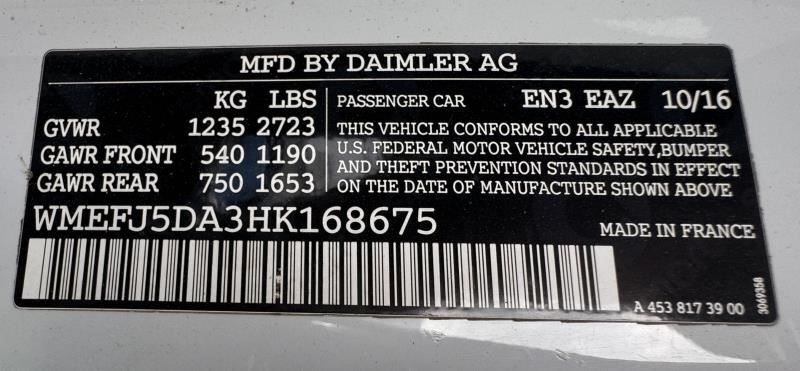 MFD BY DAIMLER AG
KG LBS
GVWR 1235 2723
GAWR FRONT 540 1190
GAWR REAR 750 1653
PASSENGER CAR EN3 EAZ 10/16
THIS VEHICLE CONFORMS TO ALL APPLICABLE
U.S. FEDERAL MOTOR VEHICLE SAFETY,BUMPER
AND THEFT PREVENTION STANDARDS IN EFFECT
ON THE DATE OF MANUFACTURE SHOWN ABOVE
WMEFJ5DA3HK168675
MADE IN FRANCE
A 453 817 39 00
3069358